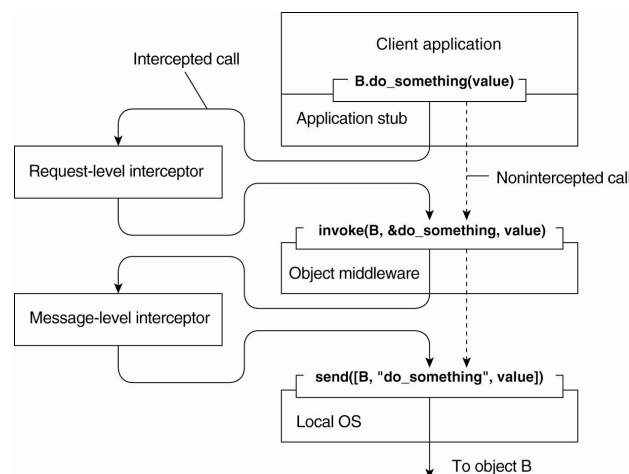 Client application
Intercepted call
B.do_something(value)
Application stub
Request-level interceptor
Nonintercepted call
invoke(B, &do_something, value)
Object middleware
Message-level interceptor
send([B, "do_something", value])
Local OS
To object B